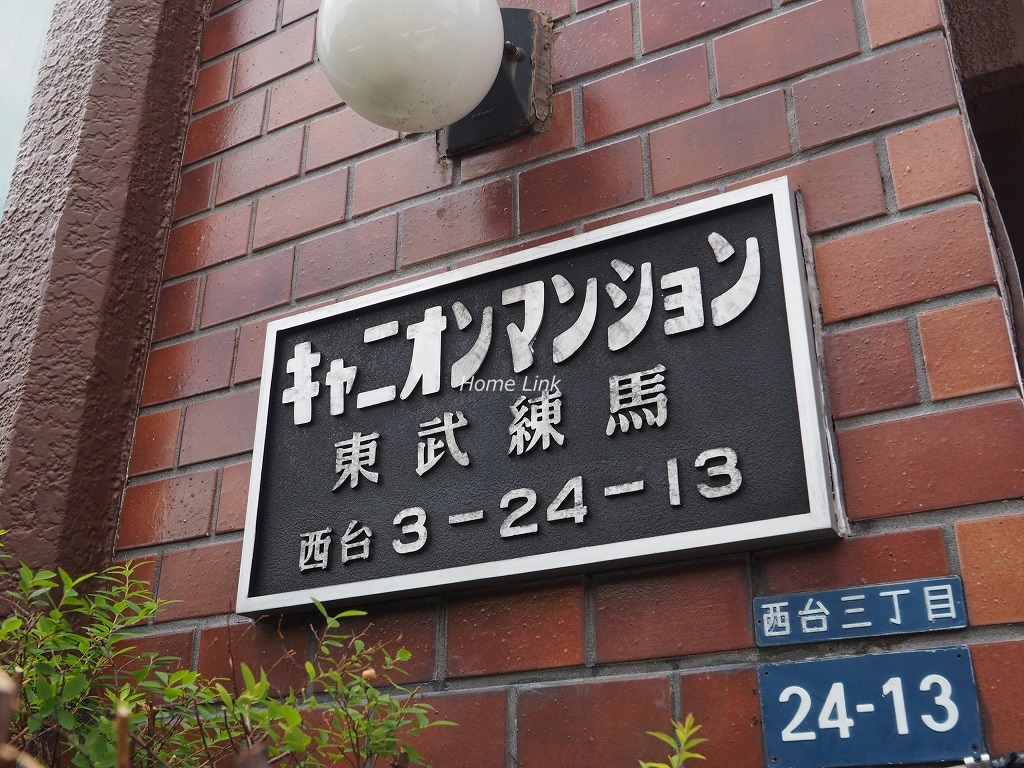 キャニオンマンション
Home Link
東武練馬
西台3-24-13
西台三丁目
24-13